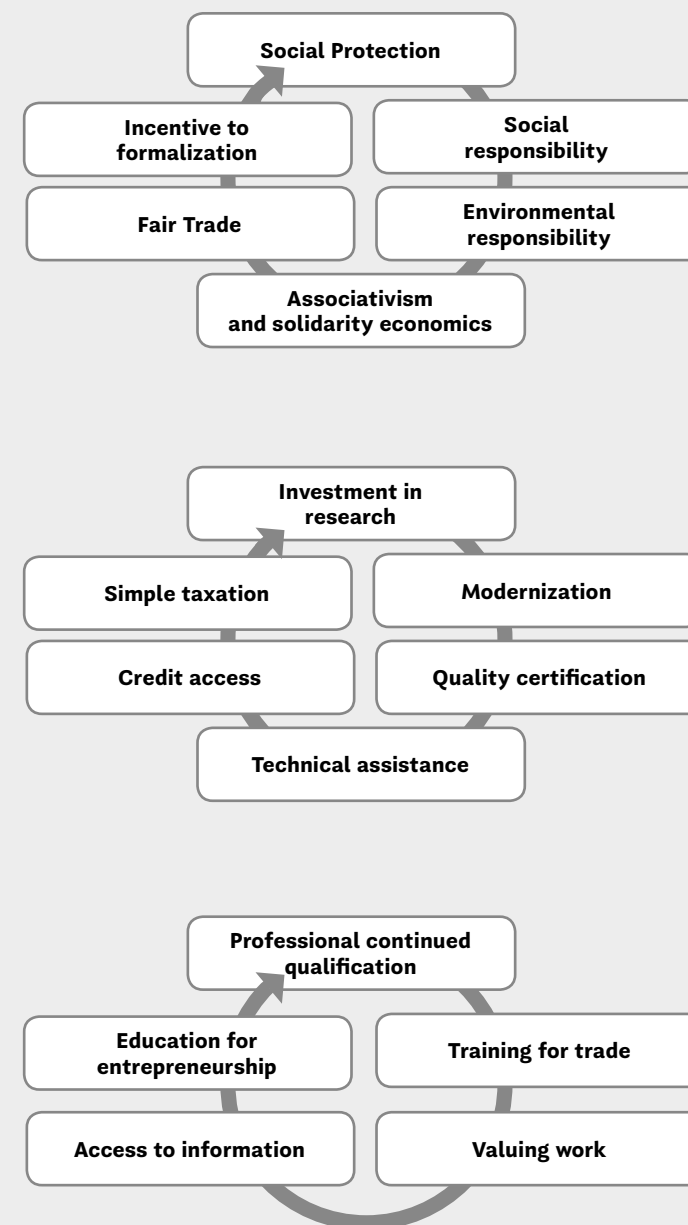 Social Protection
Incentive to
formalization
Social
responsibility
Fair Trade
Environmental
responsibility
Associativism
and solidarity economics
Investment in
research
Simple taxation
Modernization
Credit access
Quality certification
Technical assistance
Professional continued
qualification
Education for
entrepreneurship
Training for trade
Access to information
Valuing work